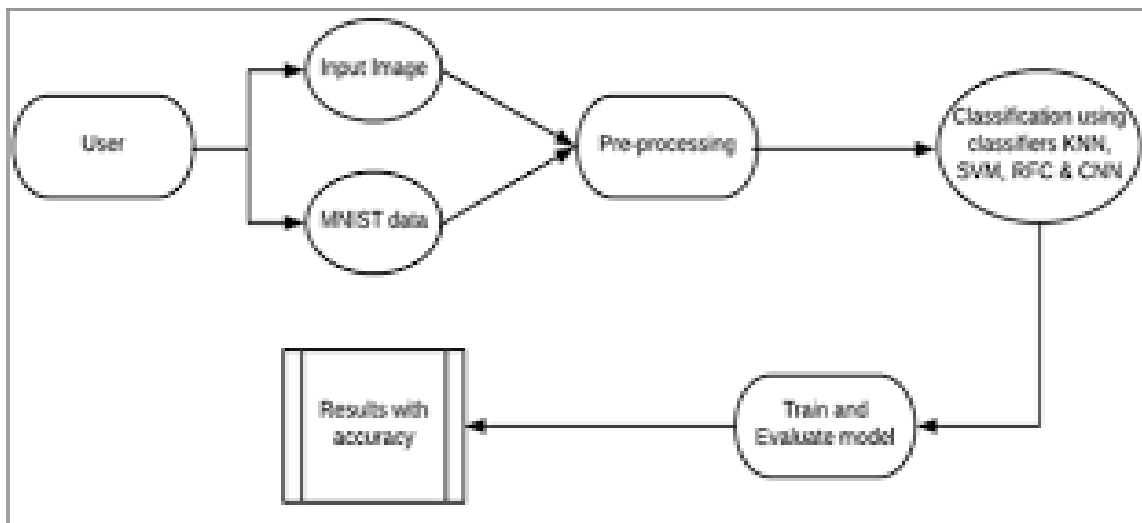 User
Input Image
MNIST data
Pre-processing
Classification using
classifiers KNN,
SVM, RFC & CNN
Train and
Evaluate model
Results with
accuracy